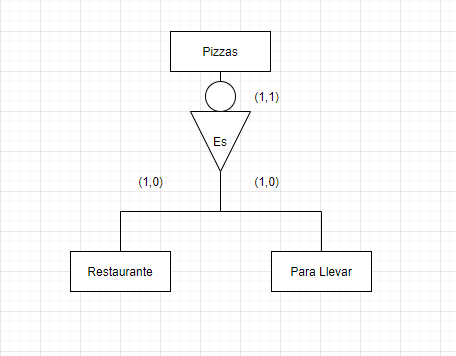 Pizzas
(1,1)
Es
(1,0)
(1,0)
Restaurante
Para Llevar